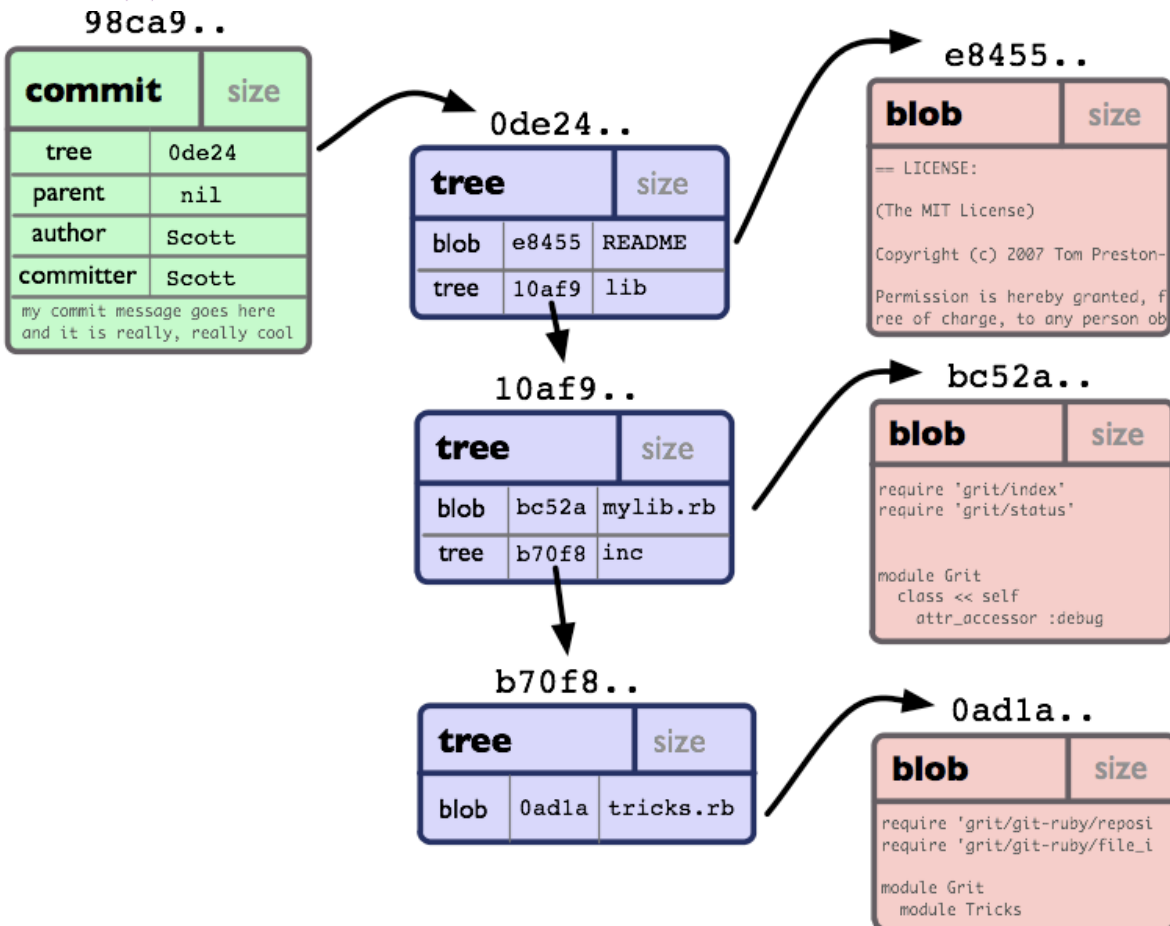 98ca9..
commit size
tree 0de24
parent nil
author Scott
committer Scott
my commit message goes here
and it is really, really cool
0de24..
tree size
blob e8455 README
tree 10af9 lib
10af9..
tree size
blob bc52a mylib.rb
tree b70f8 inc
b70f8..
tree size
blob 0ad1a tricks.rb
e8455..
blob size
== LICENSE:
(The MIT License)
Copyright (c) 2007 Tom Preston-
Permission is hereby granted, f
ree of charge, to any person ob
bc52a..
blob size
require 'grit/index'
require 'grit/status'
module Grit
class << self
attr_accessor :debug
0ad1a..
blob size
require 'grit/git-ruby/reposi
require 'grit/git-ruby/file_i
module Grit
module Tricks